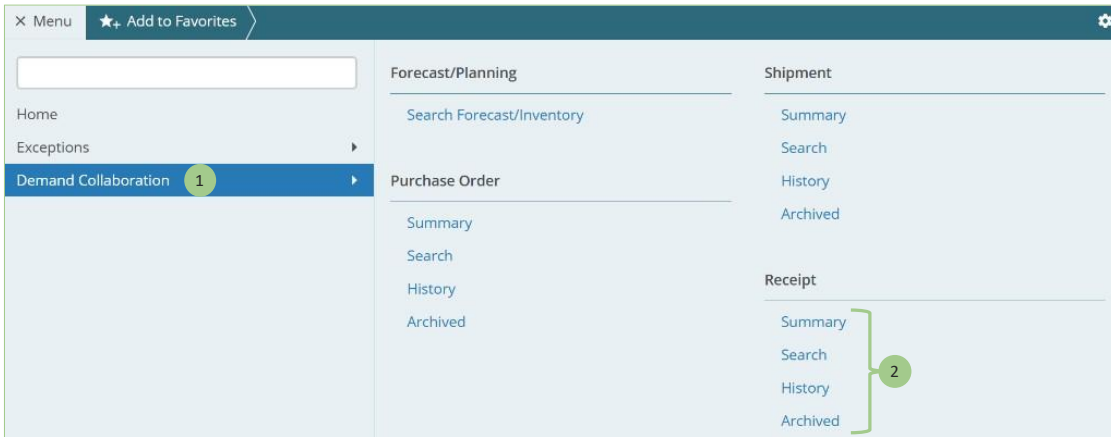 × Menu
Add to Favorites
Home
Exceptions
Demand Collaboration
1
Forecast/Planning
Search Forecast/Inventory
Purchase Order
Summary
Search
History
Archived
Shipment
Summary
Search
History
Archived
Receipt
Summary
Search
History
Archived
2